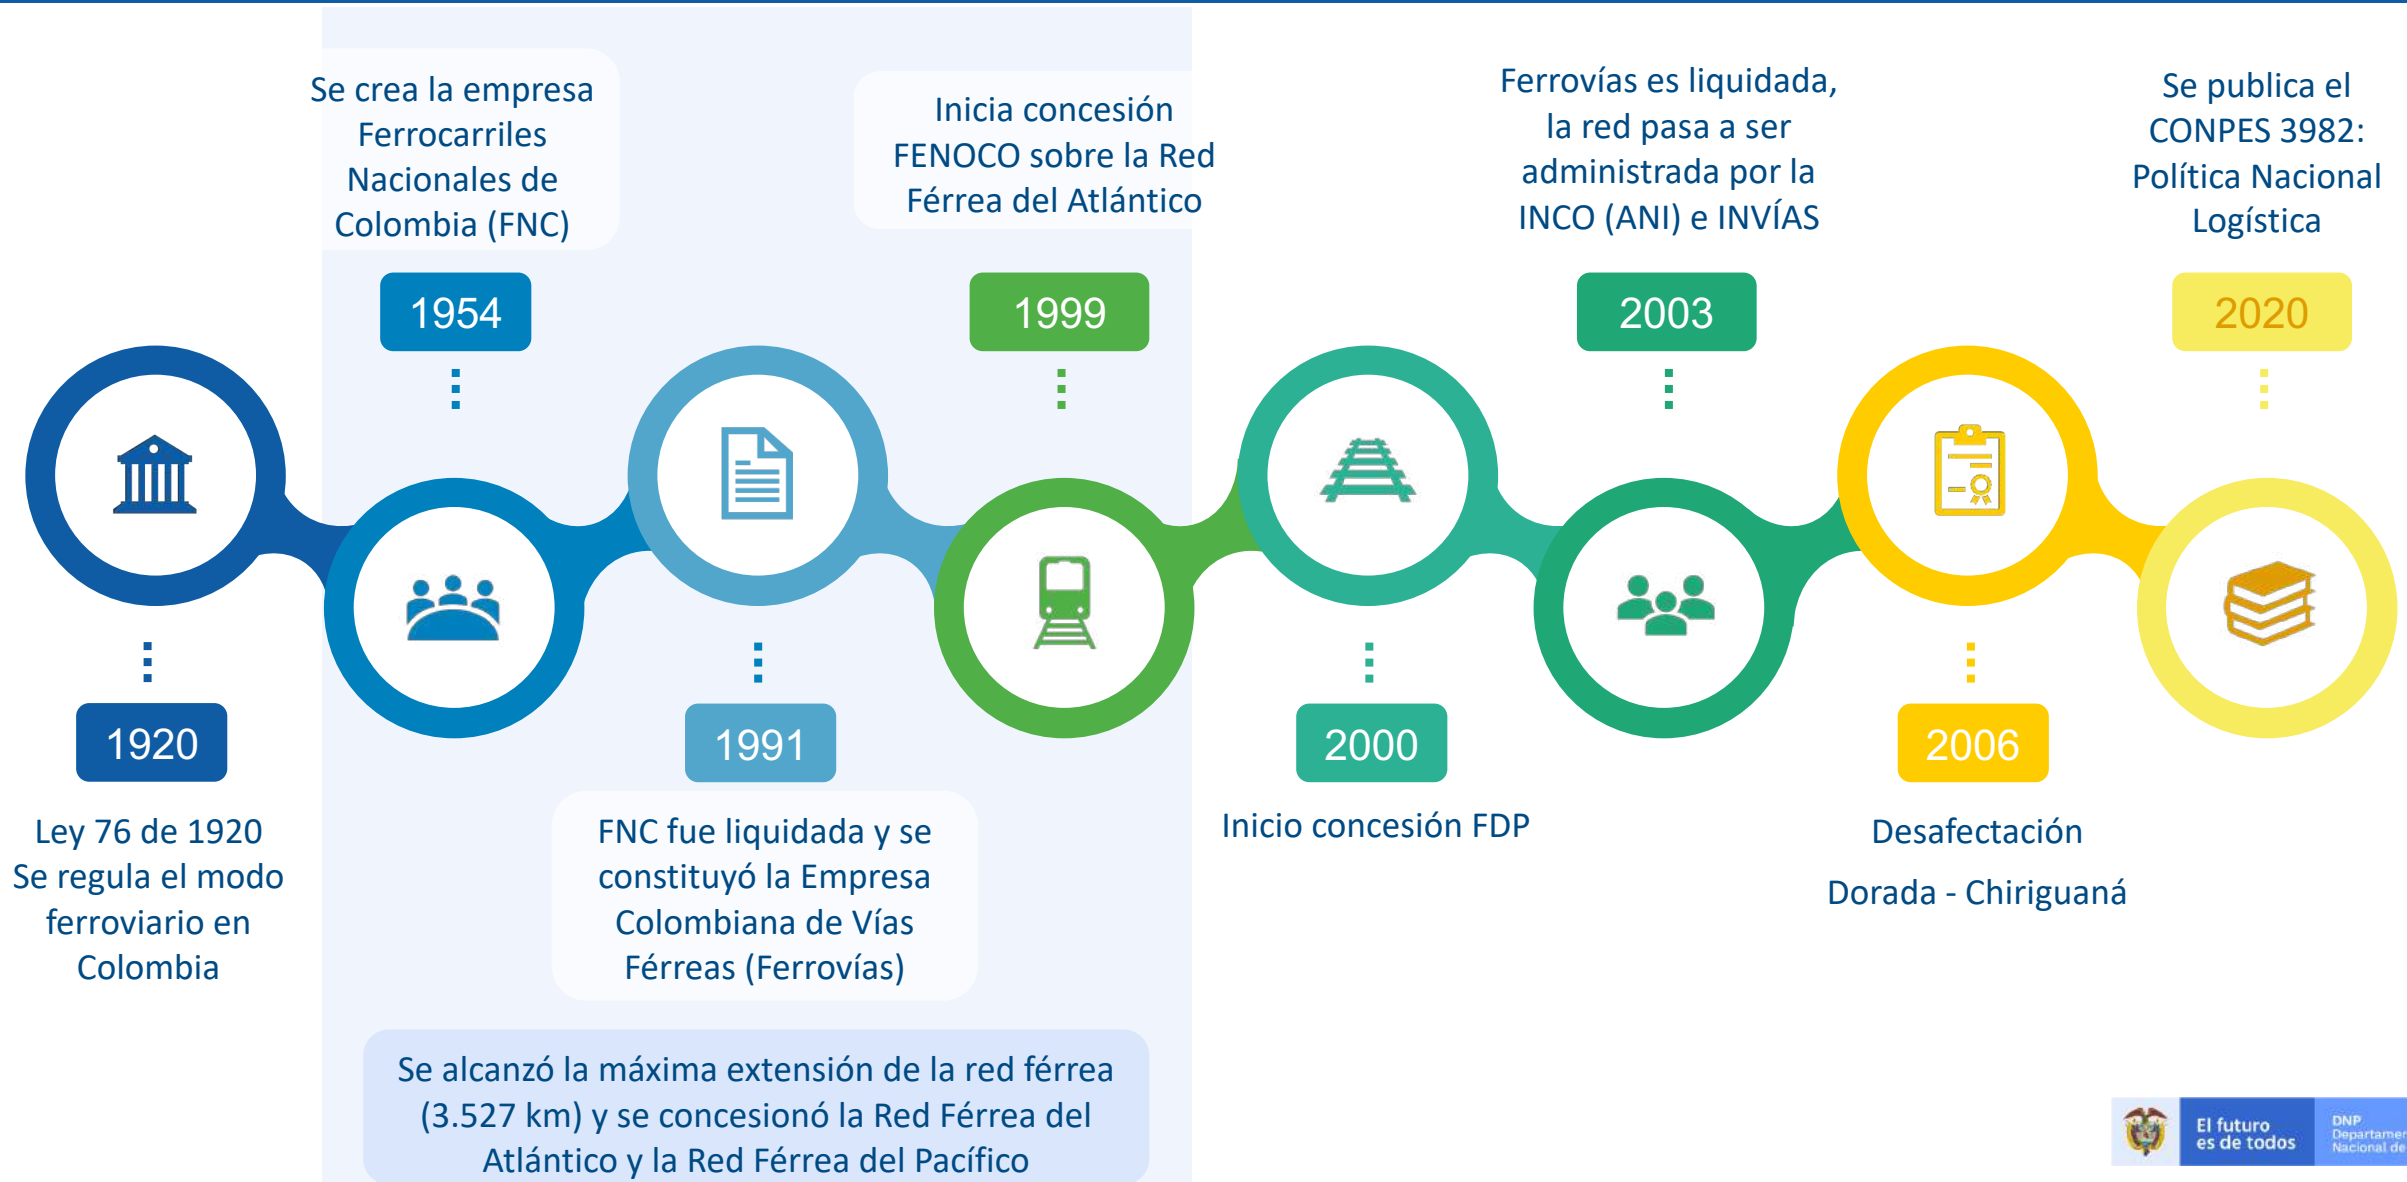 Se crea la empresa
Ferrocarriles
Nacionales de
Colombia (FNC)
1954
Inicia concesión
FENOCO sobre la Red
Férrea del Atlántico
1999
Ferrovías es liquidada,
la red pasa a ser
administrada por la
INCO (ANI) e INVÍAS
2003
Se publica el
CONPES 3982:
Política Nacional
Logística
2020
1920
Ley 76 de 1920
Se regula el modo
ferroviario en
Colombia
1991
FNC fue liquidada y se
constituyó la Empresa
Colombiana de Vías
Férreas (Ferrovías)
2000
Inicio concesión FDP
2006
Desafectación
Dorada - Chiriguaná
Se alcanzó la máxima extensión de la red férrea
(3.527 km) y se concesionó la Red Férrea del
Atlántico y la Red Férrea del Pacífico
El futuro
es de todos
DNP
Departamen
Nacional de